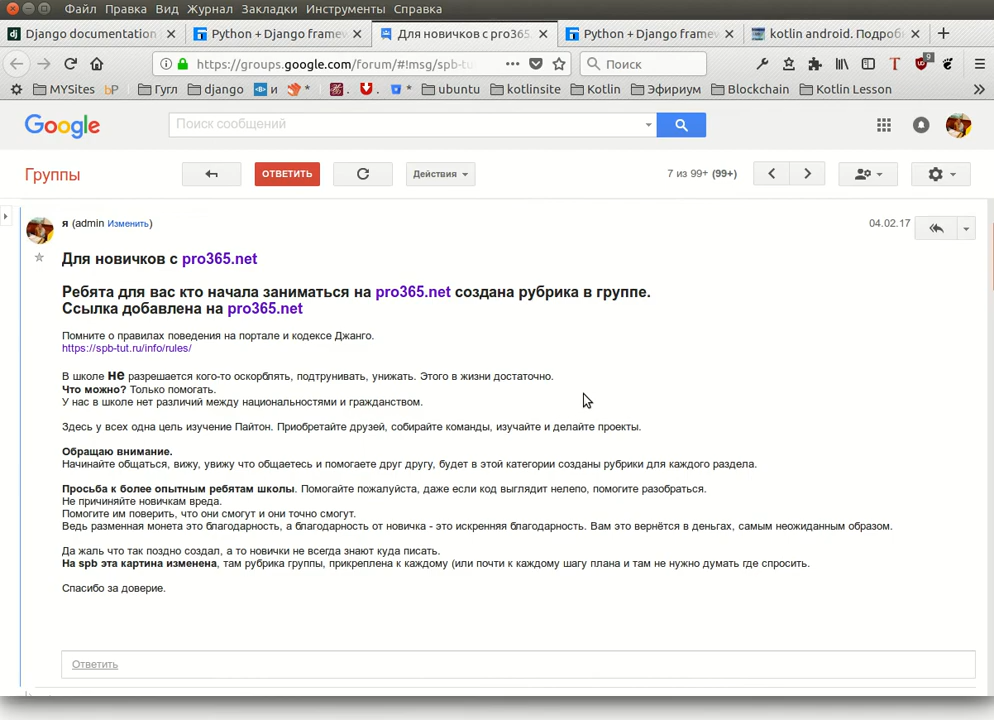 Файл Правка Вид Журнал Закладки Инструменты Справка
Django documentation Python + Django framew Для новичков с pro365. Python + Django framew kotlin android. Подроб
https://groups.google.com/forum/#!msg/spb-tu Поиск 9
MYSites bP Гугл django и * . . * ubuntu kotlinsite Kotlin Эфириум Blockchain Kotlin Lesson
Google Поиск сообщений
Группы ОТВЕТИТЬ Действия 7 из 99+ (99+)
я (admin Изменить) 04.02.17
Для новичков с pro365.net
Ребята для вас кто начала заниматься на pro365.net создана рубрика в группе.
Ссылка добавлена на pro365.net
Помните о правилах поведения на портале и кодексе Джанго.
https://spb-tut.ru/info/rules/
В школе не разрешается кого-то оскорблять, подтрунивать, унижать. Этого в жизни достаточно.
Что можно? Только помогать.
У нас в школе нет различий между национальностями и гражданством.
Здесь у всех одна цель изучение Пайтон. Приобретайте друзей, собирайте команды, изучайте и делайте проекты.
Обращаю внимание.
Начинайте общаться, вижу, увижу что общаетесь и помогаете друг другу, будет в этой категории созданы рубрики для каждого раздела.
Просьба к более опытным ребятам школы. Помогайте пожалуйста, даже если код выглядит нелепо, помогите разобраться.
Не причиняйте новичкам вреда.
Помогите им поверить, что они смогут и они точно смогут.
Ведь разменная монета это благодарность, а благодарность от новичка - это искренняя благодарность. Вам это вернётся в деньгах, самым неожиданным образом.
Да жаль что так поздно создал, а то новички не всегда знают куда писать.
На spb эта картина изменена, там рубрика группы, прикреплена к каждому (или почти к каждому шагу плана и там не нужно думать где спросить.
Спасибо за доверие.
Ответить